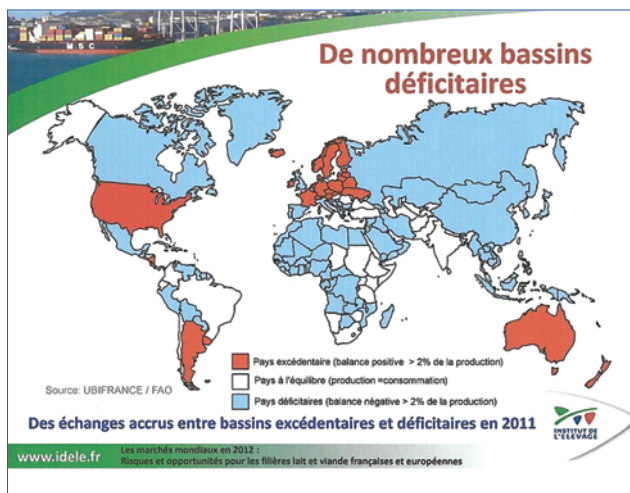 MSC
De nombreux bassins
déficitaires
Pays excédentaire (balance positive > 2% de la production)
Pays à l'équilibre (production =consommation)
Pays déficitaires (balance négative > 2% de la production)
Source: UBIFRANCE / FAO
Des échanges accrus entre bassins excédentaires et déficitaires en 2011
INSTITUT DE
L'ELEVAGE
www.idele.fr
Les marchés mondiaux en 2012 :
Risques et opportunités pour les filières lait et viande françaises et européennes